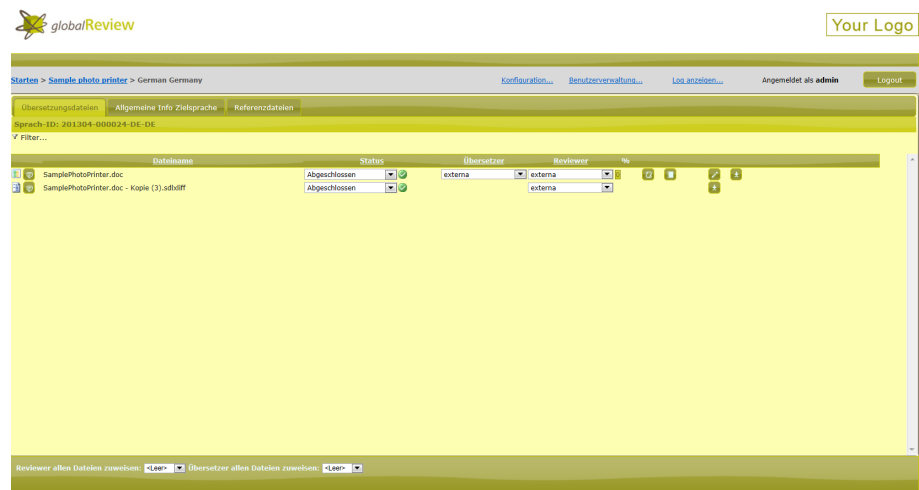 globalReview
Your Logo
Starten > Sample photo printer > German Germany Konfiguration... Benutzerverwaltung... Log anzeigen... Angemeldet als admin Logout
Übersetzungsdateien Allgemeine Info Zielsprache Referenzdateien
Sprach-ID: 201304-000024-DE-DE
Filter...
Dateiname Status Übersetzer Reviewer %
SamplePhotoPrinter.doc Abgeschlossen externa externa 0
SamplePhotoPrinter.doc - Kopie (3).sdlxliff Abgeschlossen externa
Reviewer allen Dateien zuweisen: <Leer> Übersetzer allen Dateien zuweisen: <Leer>